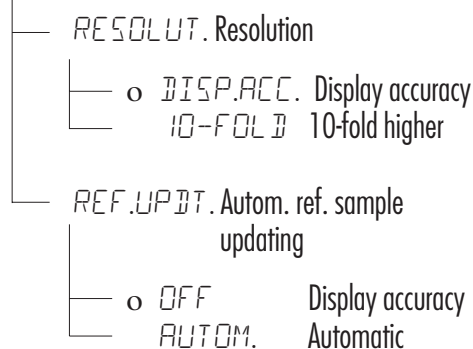 RESOLUT. Resolution
o DISP.ACC. Display accuracy
10-FOLD 10-fold higher
REF.UPDT. Autom. ref. sample
updating
o OFF Display accuracy
AUTOM. Automatic